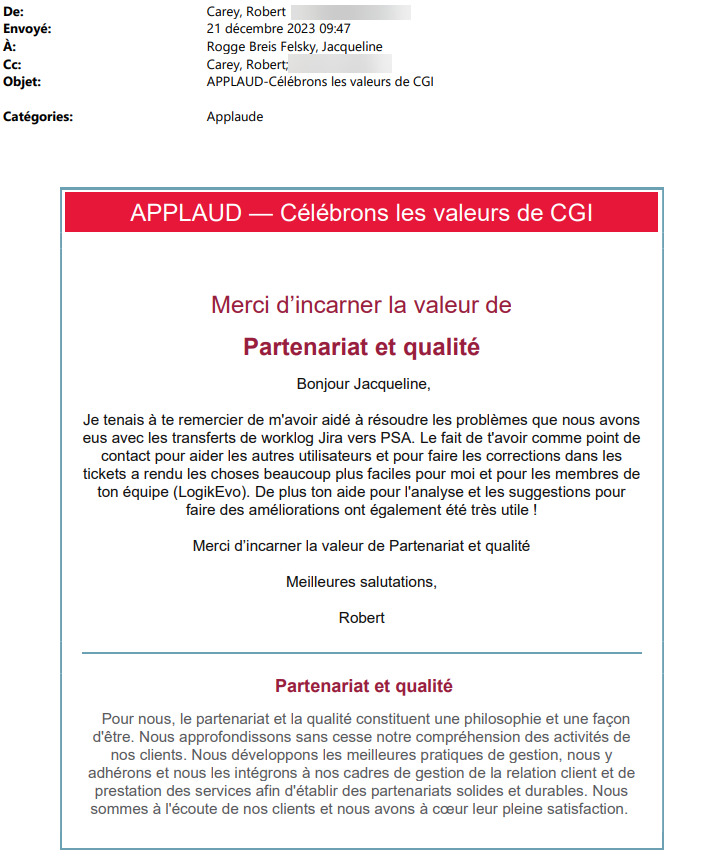 De: Carey, Robert
Envoyé: 21 décembre 2023 09:47
À: Rogge Breis Felsky, Jacqueline
Cc: Carey, Robert;
Objet: APPLAUD-Célébrons les valeurs de CGI
Catégories: Applaude
APPLAUD — Célébrons les valeurs de CGI
Merci d’incarner la valeur de
Partenariat et qualité
Bonjour Jacqueline,
Je tenais à te remercier de m'avoir aidé à résoudre les problèmes que nous avons
eus avec les transferts de worklog Jira vers PSA. Le fait de t'avoir comme point de
contact pour aider les autres utilisateurs et pour faire les corrections dans les
tickets a rendu les choses beaucoup plus faciles pour moi et pour les membres de
ton équipe (LogikEvo). De plus ton aide pour l'analyse et les suggestions pour
faire des améliorations ont également été très utile !
Merci d’incarner la valeur de Partenariat et qualité
Meilleures salutations,
Robert
Partenariat et qualité
Pour nous, le partenariat et la qualité constituent une philosophie et une façon
d'être. Nous approfondissons sans cesse notre compréhension des activités de
nos clients. Nous développons les meilleures pratiques de gestion, nous y
adhérons et nous les intégrons à nos cadres de gestion de la relation client et de
prestation des services afin d'établir des partenariats solides et durables. Nous
sommes à l'écoute de nos clients et nous avons à cœur leur pleine satisfaction.